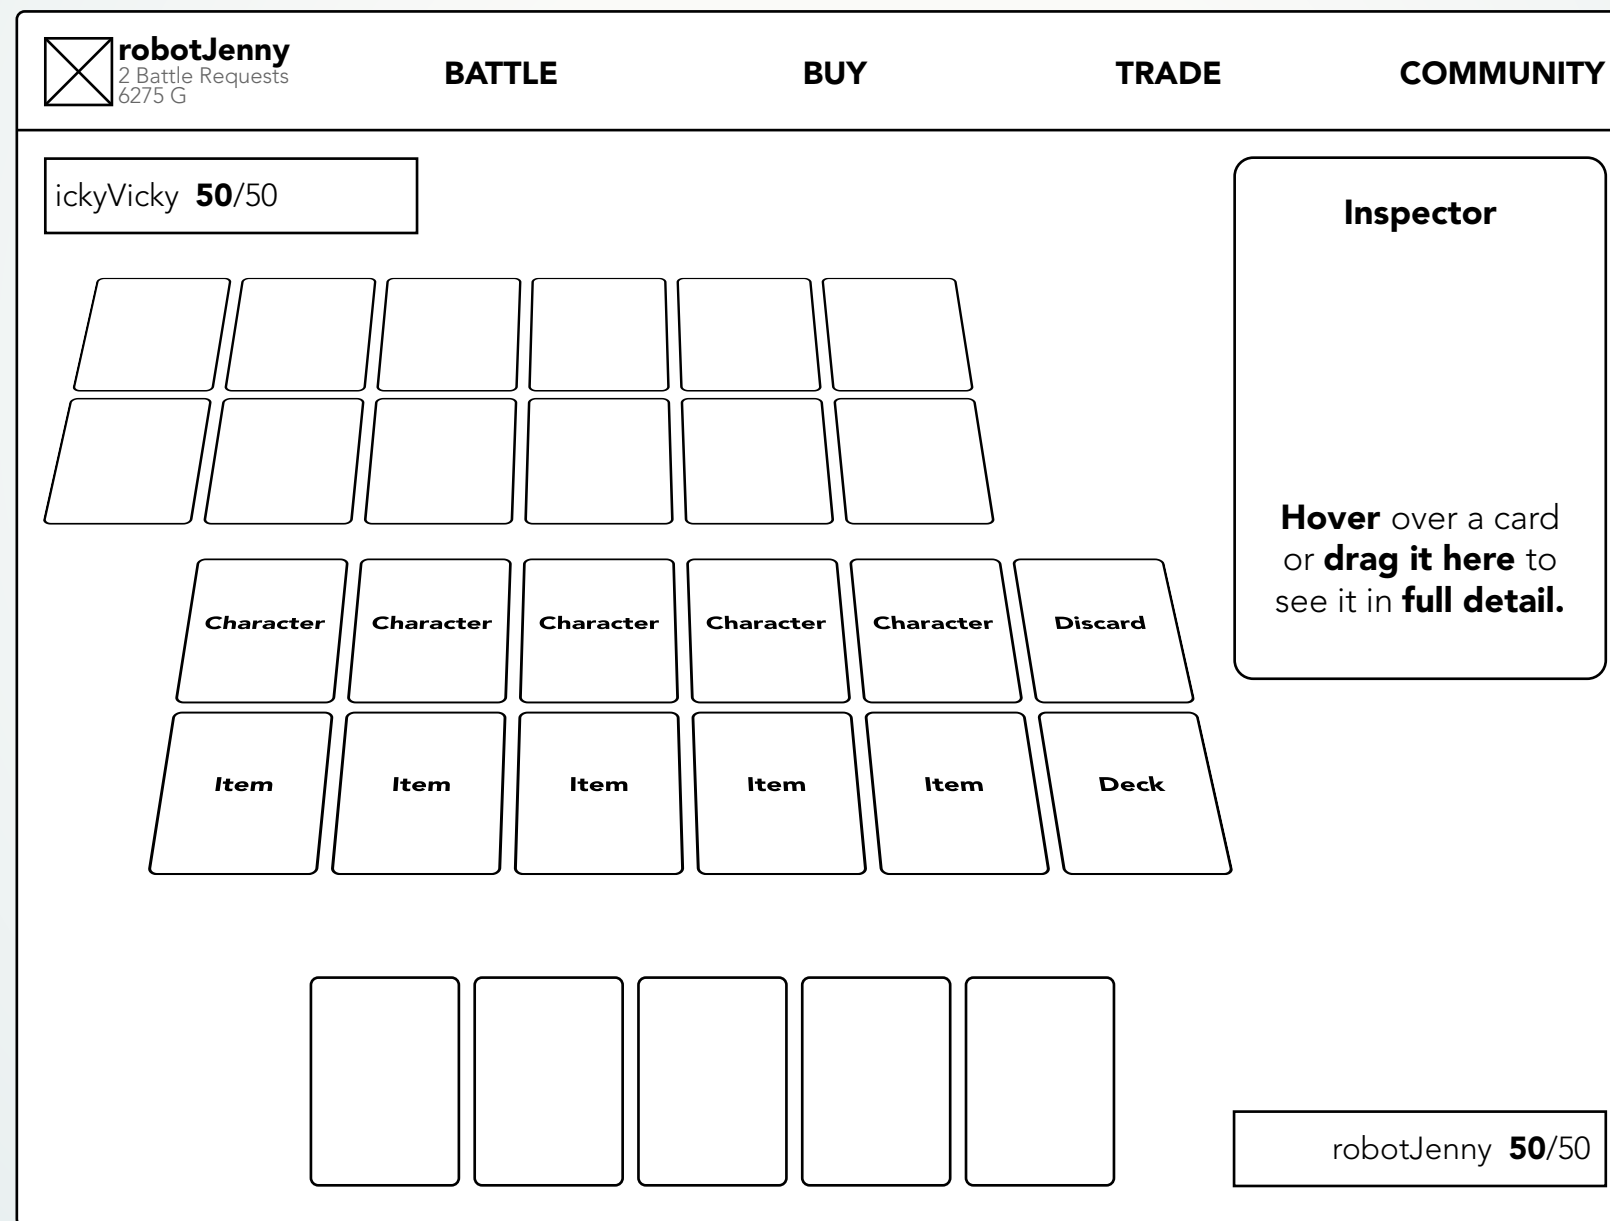 robotJenny
2 Battle Requests
6275 G
BATTLE
BUY
TRADE
COMMUNITY
ickyVicky 50/50
Inspector
Hover over a card
or drag it here to
see it in full detail.
Character Character Character Character Character Discard
Item Item Item Item Item Deck
robotJenny 50/50